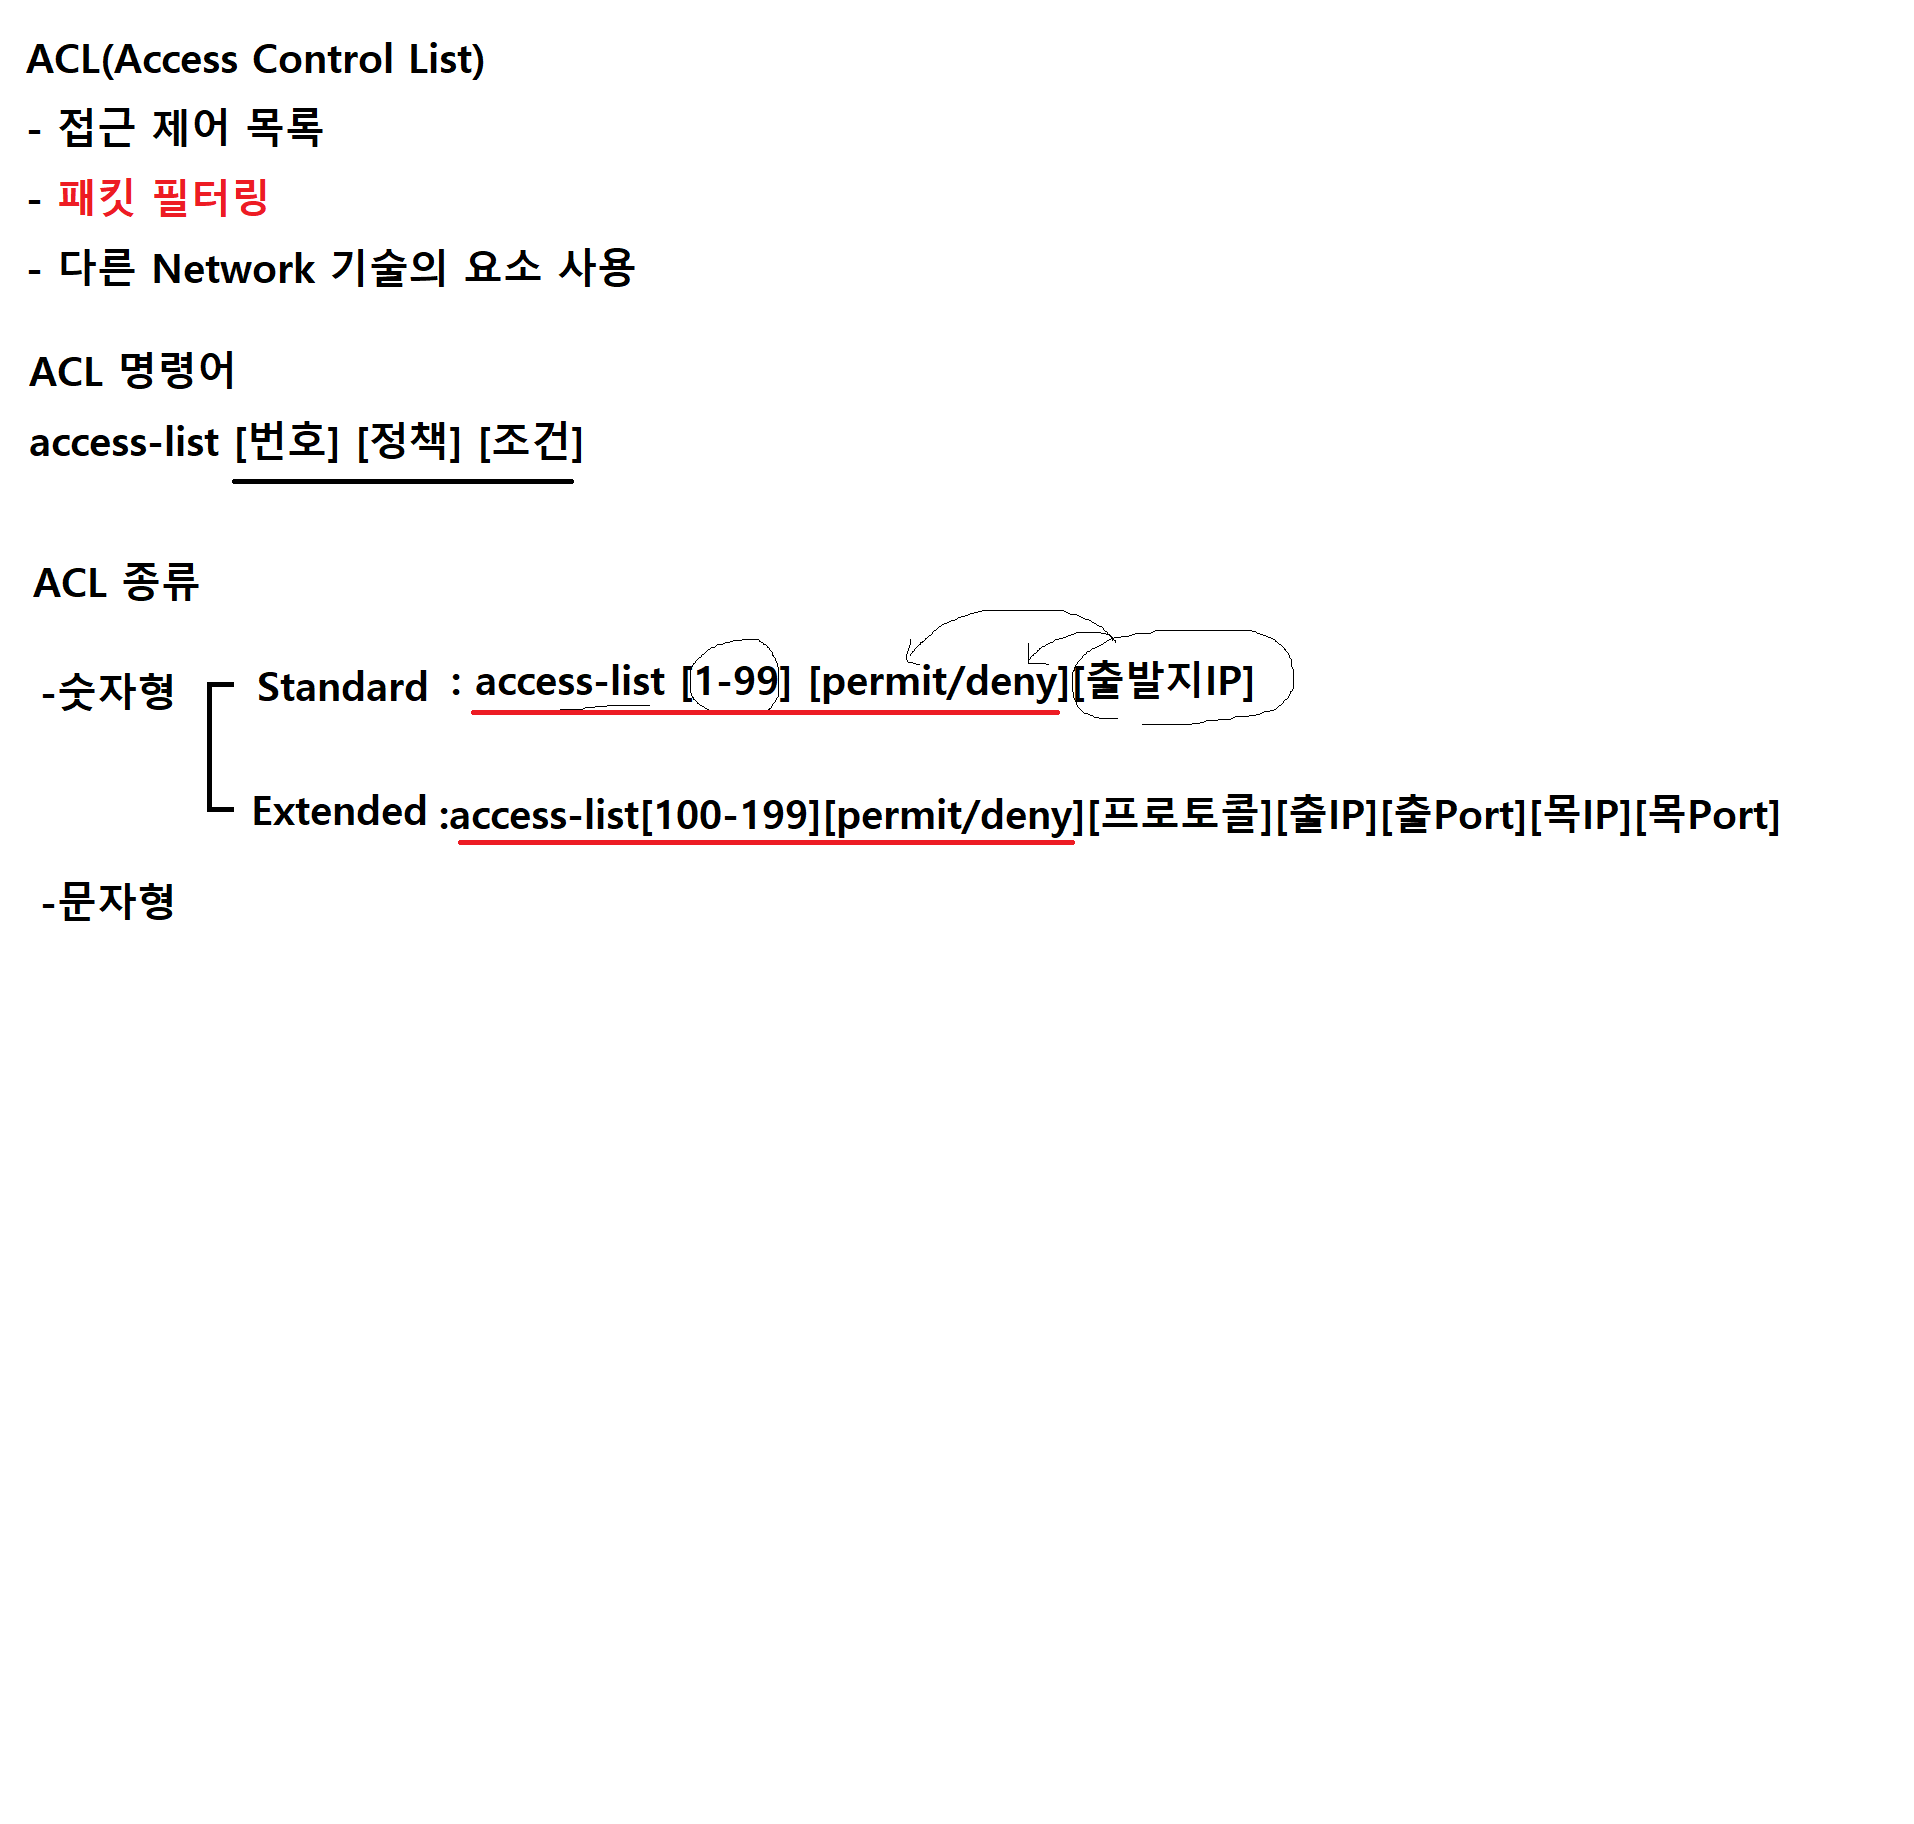 ACL(Access Control List)
- 접근 제어 목록
- 패킷 필터링
- 다른 Network 기술의 요소 사용
ACL 명령어
access-list [번호] [정책] [조건]
ACL 종류
-숫자형
Standard : access-list [1-99] [permit/deny][출발지IP]
Extended :access-list[100-199][permit/deny][프로토콜][출IP][출Port][목IP][목Port]
-문자형